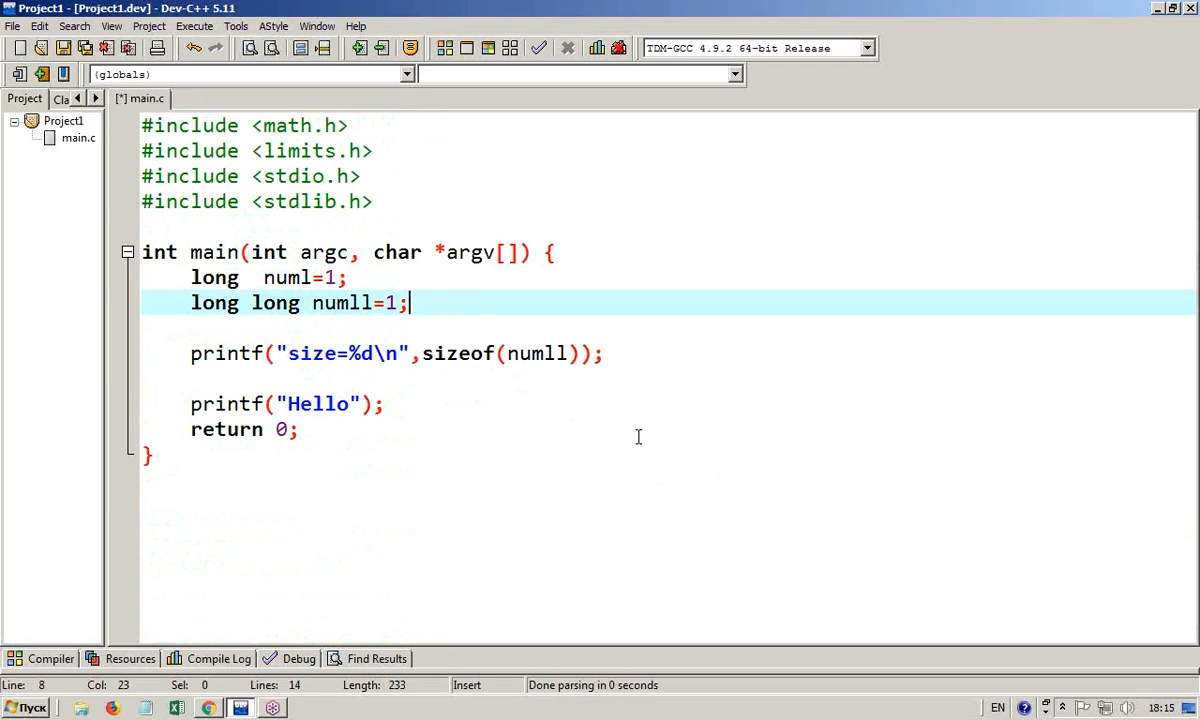 Project1 - [Project1.dev] - Dev-C++ 5.11
File Edit Search View Project Execute Tools AStyle Window Help
TDM-GCC 4.9.2 64-bit Release
(globals)
Project Cla [*] main.c
Project1
main.c
#include <math.h>
#include <limits.h>
#include <stdio.h>
#include <stdlib.h>
int main(int argc, char *argv[]) {
long  numl=1;
long long numll=1;
printf("size=%d\n",sizeof(numll));
printf("Hello");
return 0;
}
Compiler Resources Compile Log Debug Find Results
Line: 8 Col: 23 Sel: 0 Lines: 14 Length: 233 Insert Done parsing in 0 seconds
Пуск EN 18:15